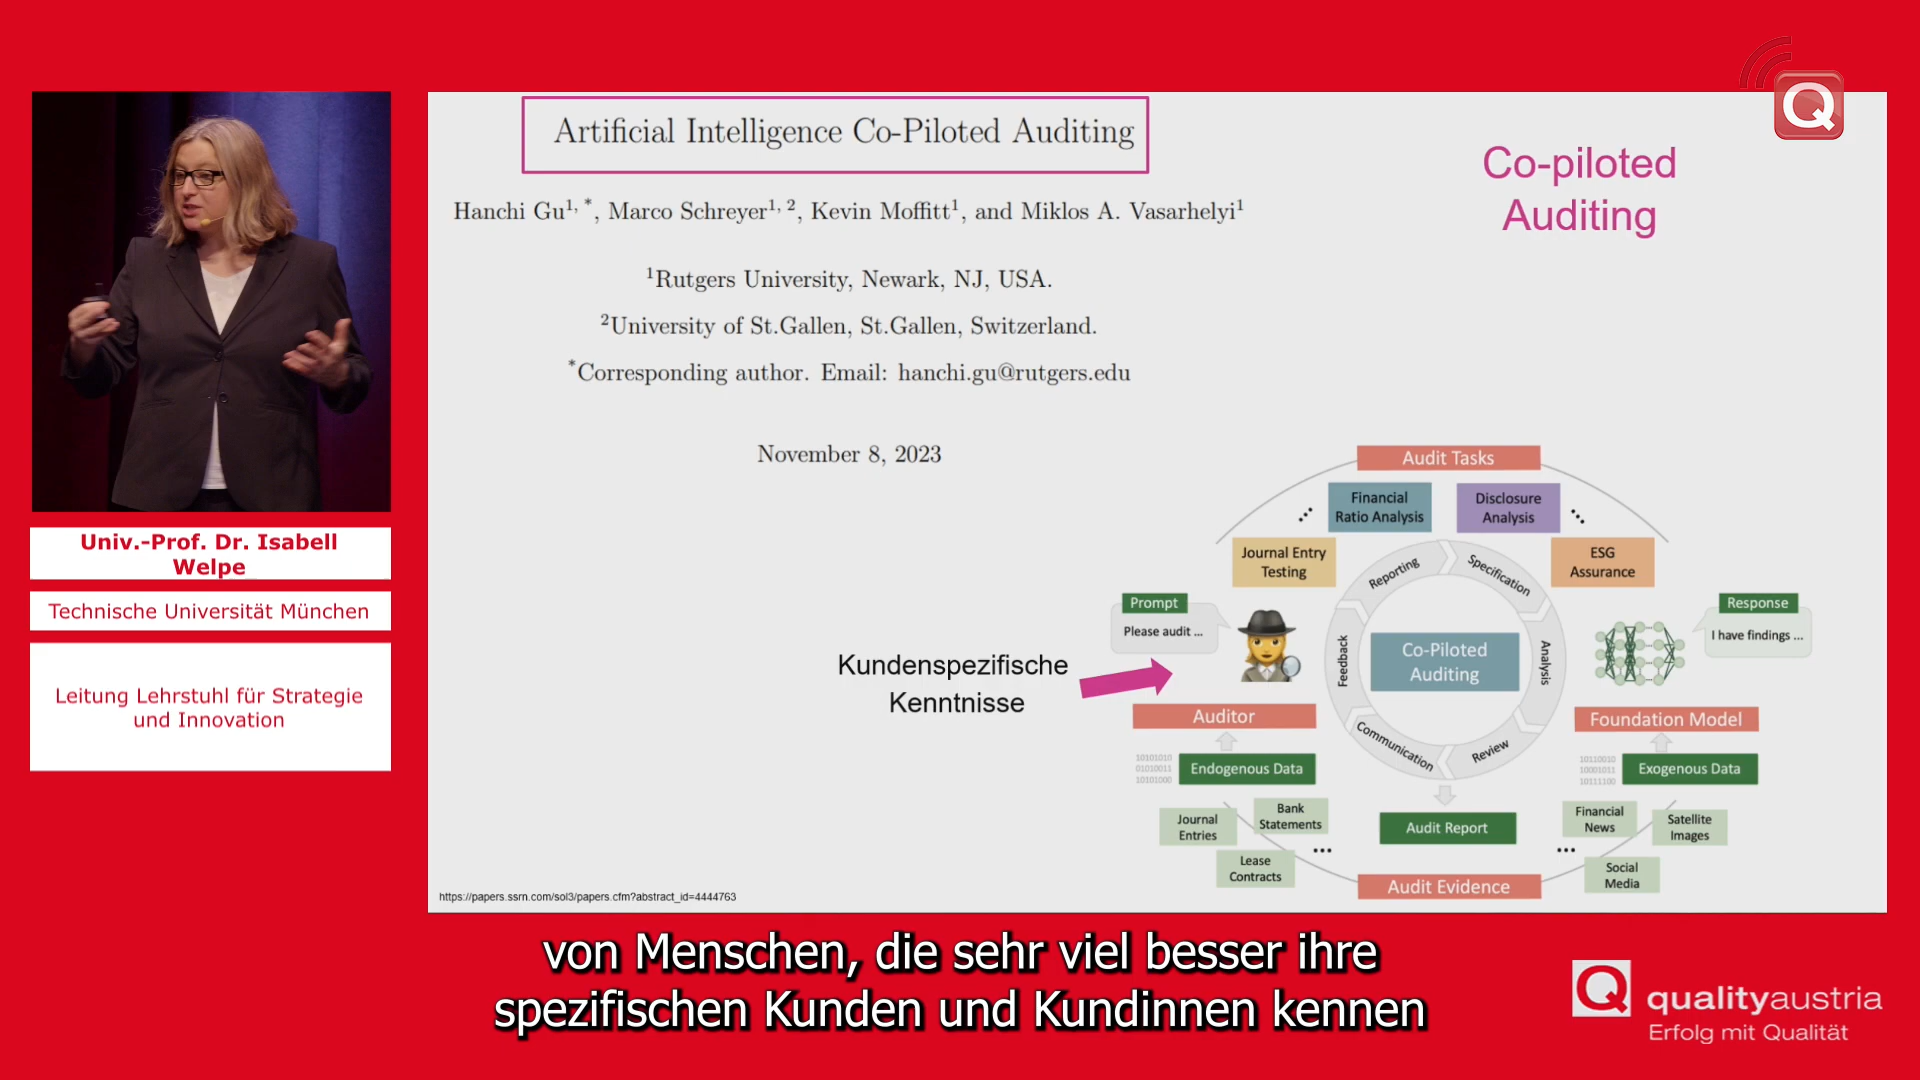 Q
Univ.-Prof. Dr. Isabell
Welpe
Technische Universität München
Leitung Lehrstuhl für Strategie
und Innovation
Artificial Intelligence Co-Piloted Auditing
Hanchi Gu1, *, Marco Schreyer1, 2, Kevin Moffitt1, and Miklos A. Vasarhelyi1
1Rutgers University, Newark, NJ, USA.
2University of St.Gallen, St.Gallen, Switzerland.
*Corresponding author. Email: hanchi.gu@rutgers.edu
November 8, 2023
Co-piloted
Auditing
Kundenspezifische
Kenntnisse
Audit Tasks
Financial
Ratio Analysis
Disclosure
Analysis
Journal Entry
Testing
ESG
Assurance
Reporting
Specification
Analysis
Review
Communication
Feedback
Co-Piloted
Auditing
Prompt
Please audit ...
Response
I have findings ...
Auditor
Foundation Model
10101010
01010011
10101000
Endogenous Data
10110010
10001011
10111100
Exogenous Data
Journal
Entries
Bank
Statements
Lease
Contracts
...
Audit Report
Financial
News
Satellite
Images
Social
Media
...
Audit Evidence
https://papers.ssrn.com/sol3/papers.cfm?abstract_id=4444763
von Menschen, die sehr viel besser ihre
spezifischen Kunden und Kundinnen kennen
Q qualityaustria
Erfolg mit Qualität